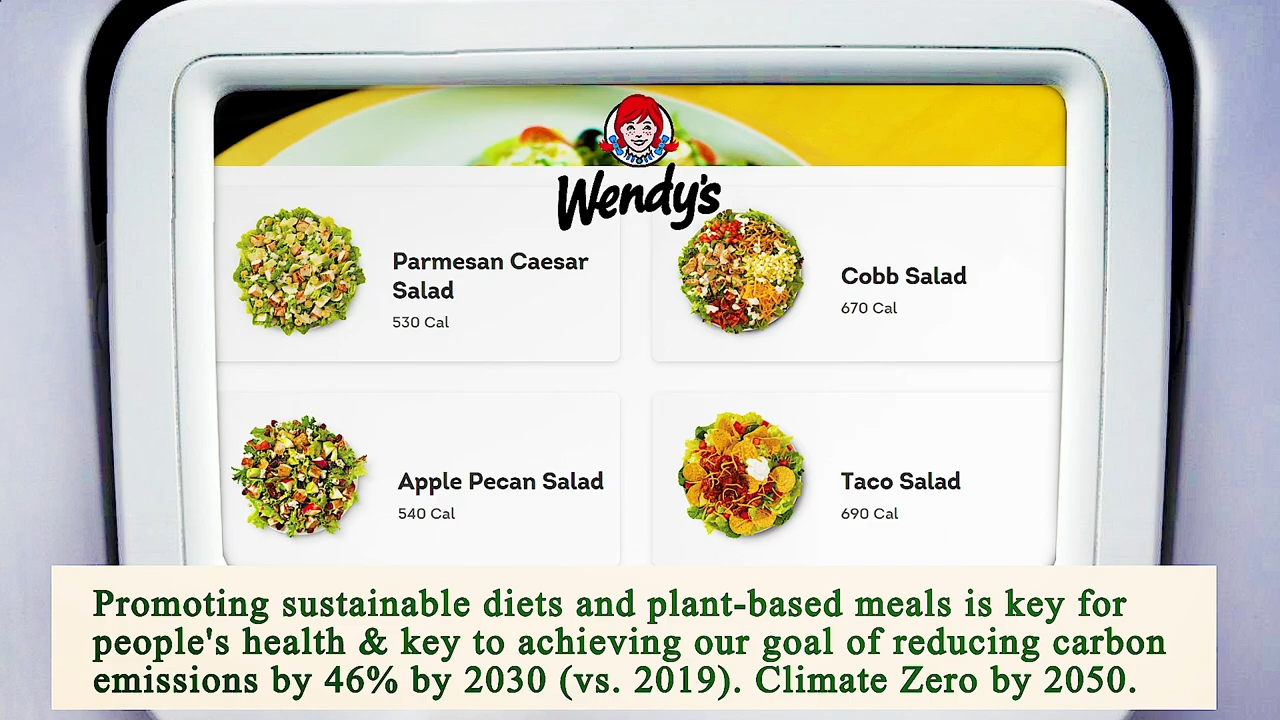 Wendy's
Parmesan Caesar
Salad
530 Cal
Cobb Salad
670 Cal
Apple Pecan Salad
540 Cal
Taco Salad
690 Cal
Promoting sustainable diets and plant-based meals is key for
people's health & key to achieving our goal of reducing carbon
emissions by 46% by 2030 (vs. 2019). Climate Zero by 2050.